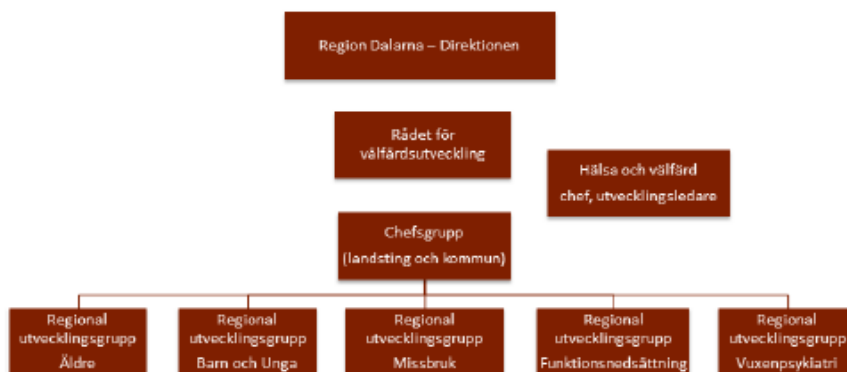 Region Dalarna – Direktionen
Rådet för
välfärdsutveckling
Hälsa och välfärd
chef, utvecklingsledare
Chefsgrupp
(landsting och kommun)
Regional
utvecklingsgrupp
Äldre
Regional
utvecklingsgrupp
Barn och Unga
Regional
utvecklingsgrupp
Missbruk
Regional
utvecklingsgrupp
Funktionsnedsättning
Regional
utvecklingsgrupp
Vuxenpsykiatri